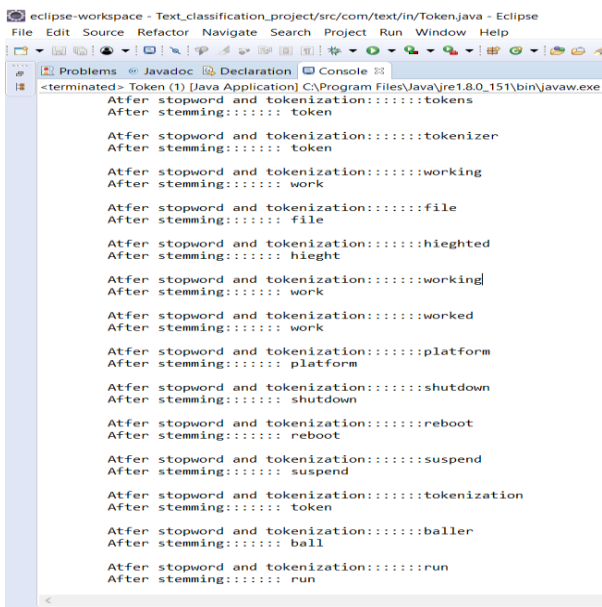 eclipse-workspace - Text_classification_project/src/com/text/in/Token.java - Eclipse
File Edit Source Refactor Navigate Search Project Run Window Help
Problems @ Javadoc Declaration Console
<terminated> Token (1) [Java Application] C:\Program Files\Java\jre1.8.0_151\bin\javaw.exe
Atfer stopword and tokenization:::::::tokens
After stemming::::::: token
Atfer stopword and tokenization:::::::tokenizer
After stemming::::::: token
Atfer stopword and tokenization:::::::working
After stemming::::::: work
Atfer stopword and tokenization:::::::file
After stemming::::::: file
Atfer stopword and tokenization:::::::hieghted
After stemming::::::: hieght
Atfer stopword and tokenization:::::::working
After stemming::::::: work
Atfer stopword and tokenization:::::::worked
After stemming::::::: work
Atfer stopword and tokenization:::::::platform
After stemming::::::: platform
Atfer stopword and tokenization:::::::shutdown
After stemming::::::: shutdown
Atfer stopword and tokenization:::::::reboot
After stemming::::::: reboot
Atfer stopword and tokenization:::::::suspend
After stemming::::::: suspend
Atfer stopword and tokenization:::::::tokenization
After stemming::::::: token
Atfer stopword and tokenization:::::::baller
After stemming::::::: ball
Atfer stopword and tokenization:::::::run
After stemming::::::: run